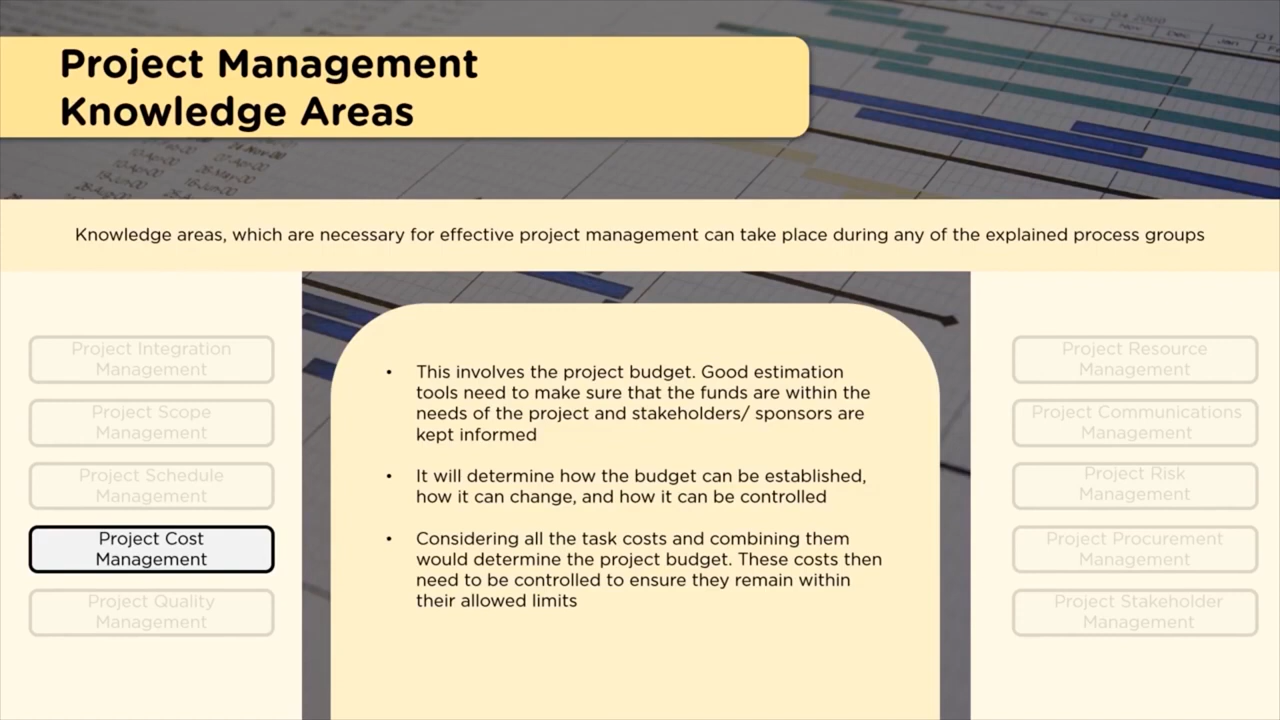 Project Management
Knowledge Areas
Knowledge areas, which are necessary for effective project management can take place during any of the explained process groups
Project Integration
Management
Project Scope
Management
Project Schedule
Management
Project Cost
Management
Project Quality
Management
• This involves the project budget. Good estimation
tools need to make sure that the funds are within the
needs of the project and stakeholders/ sponsors are
kept informed
• It will determine how the budget can be established,
how it can change, and how it can be controlled
• Considering all the task costs and combining them
would determine the project budget. These costs then
need to be controlled to ensure they remain within
their allowed limits
Project Resource
Management
Project Communications
Management
Project Risk
Management
Project Procurement
Management
Project Stakeholder
Management